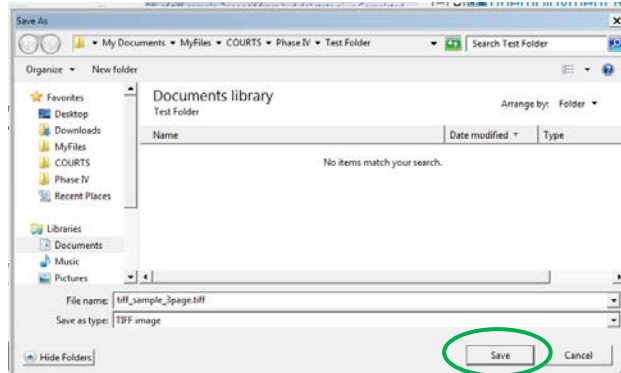 Save As
My Documents ▸ MyFiles ▸ COURTS ▸ Phase IV ▸ Test Folder
Search Test Folder
Organize
New folder
Favorites
Desktop
Downloads
MyFiles
COURTS
Phase IV
Recent Places
Libraries
Documents
Music
Pictures
Documents library
Test Folder
Arrange by: Folder
Name Date modified Type
No items match your search.
File name: tiff_sample_3page.tiff
Save as type: TIFF image
Hide Folders
Save Cancel